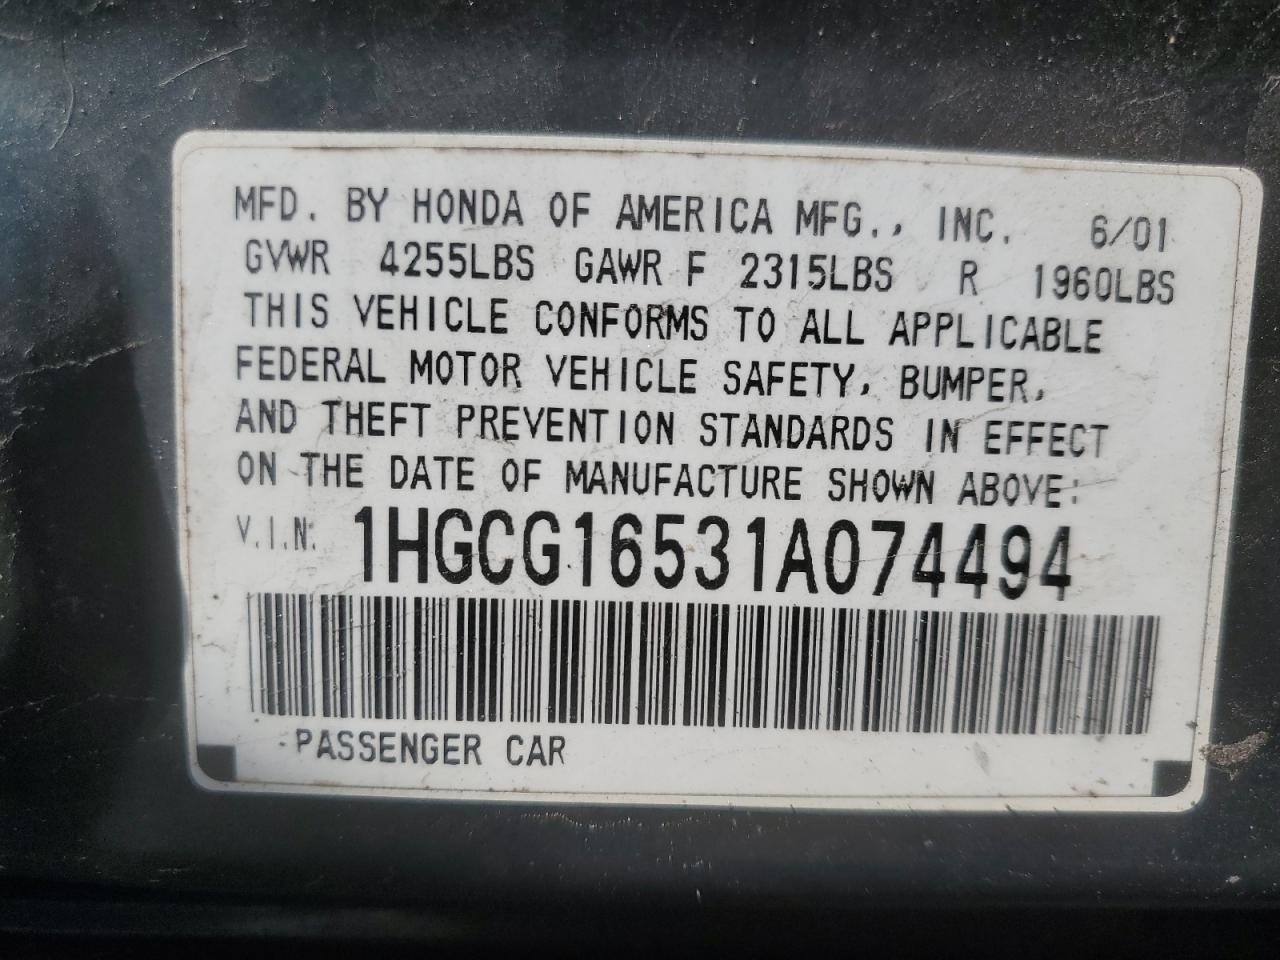 MFD. BY HONDA OF AMERICA MFG., INC. 6/01
GVWR 4255LBS GAWR F 2315LBS R 1960LBS
THIS VEHICLE CONFORMS TO ALL APPLICABLE
FEDERAL MOTOR VEHICLE SAFETY, BUMPER,
AND THEFT PREVENTION STANDARDS IN EFFECT
ON THE DATE OF MANUFACTURE SHOWN ABOVE:
V.I.N: 1HGCG16531A074494
PASSENGER CAR